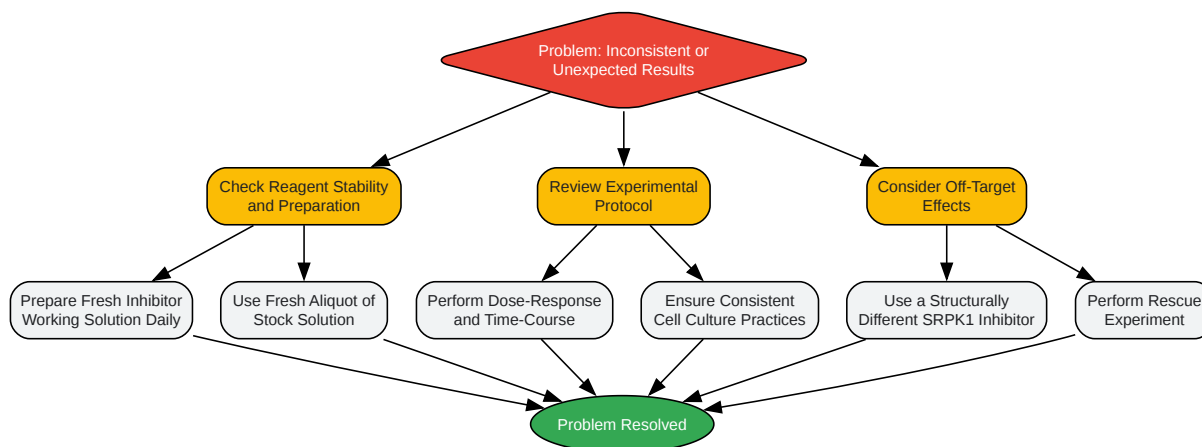 Problem: Inconsistent or
Unexpected Results
Check Reagent Stability
and Preparation
Review Experimental
Protocol
Consider Off-Target
Effects
Prepare Fresh Inhibitor
Working Solution Daily
Use Fresh Aliquot of
Stock Solution
Perform Dose-Response
and Time-Course
Ensure Consistent
Cell Culture Practices
Use a Structurally
Different SRPK1 Inhibitor
Perform Rescue
Experiment
Problem Resolved